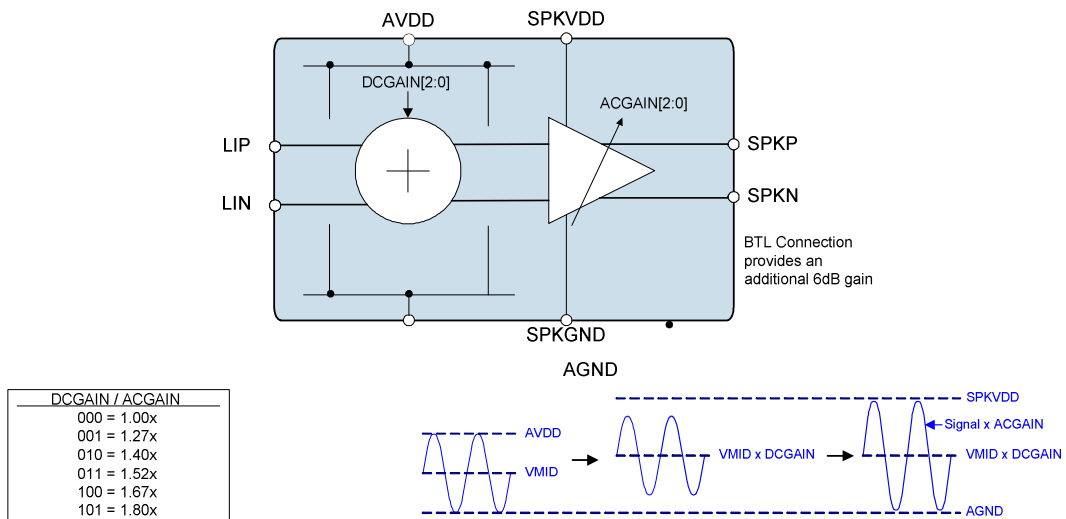 AVDD
SPKVDD
DCGAIN[2:0]
ACGAIN[2:0]
LIP
SPKP
LIN
SPKN
BTL Connection
provides an
additional 6dB gain
SPKGND
AGND
DCGAIN / ACGAIN
000 = 1.00x
001 = 1.27x
010 = 1.40x
011 = 1.52x
100 = 1.67x
101 = 1.80x
SPKVDD
Signal x ACGAIN
AVDD
VMID x DCGAIN
VMID x DCGAIN
VMID
AGND